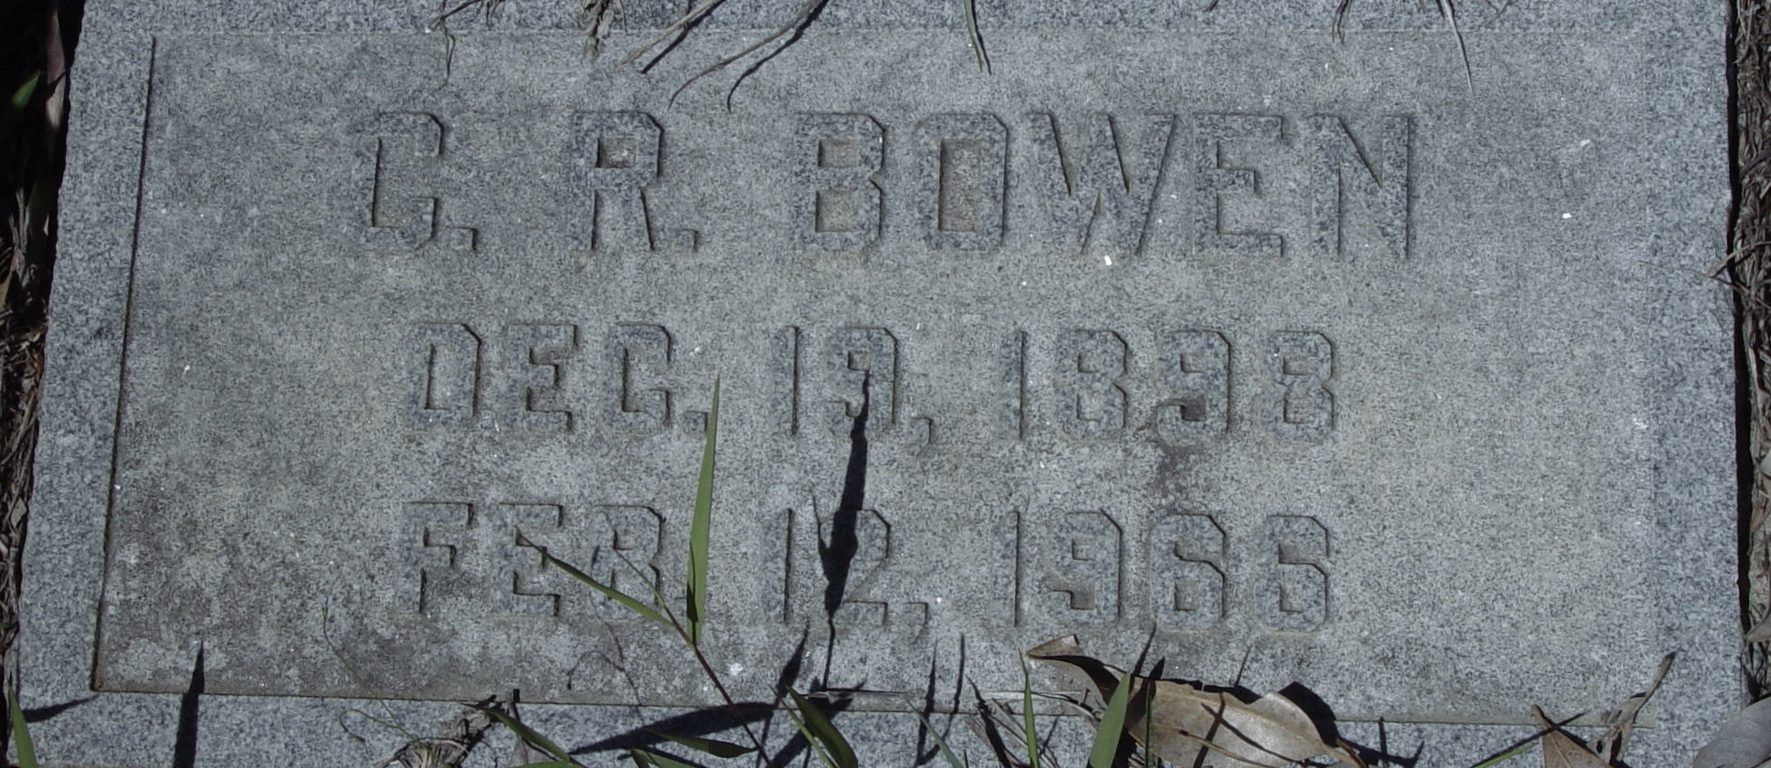 C. R. BOWEN
DEC. 19, 1898
FEB 12, 1966